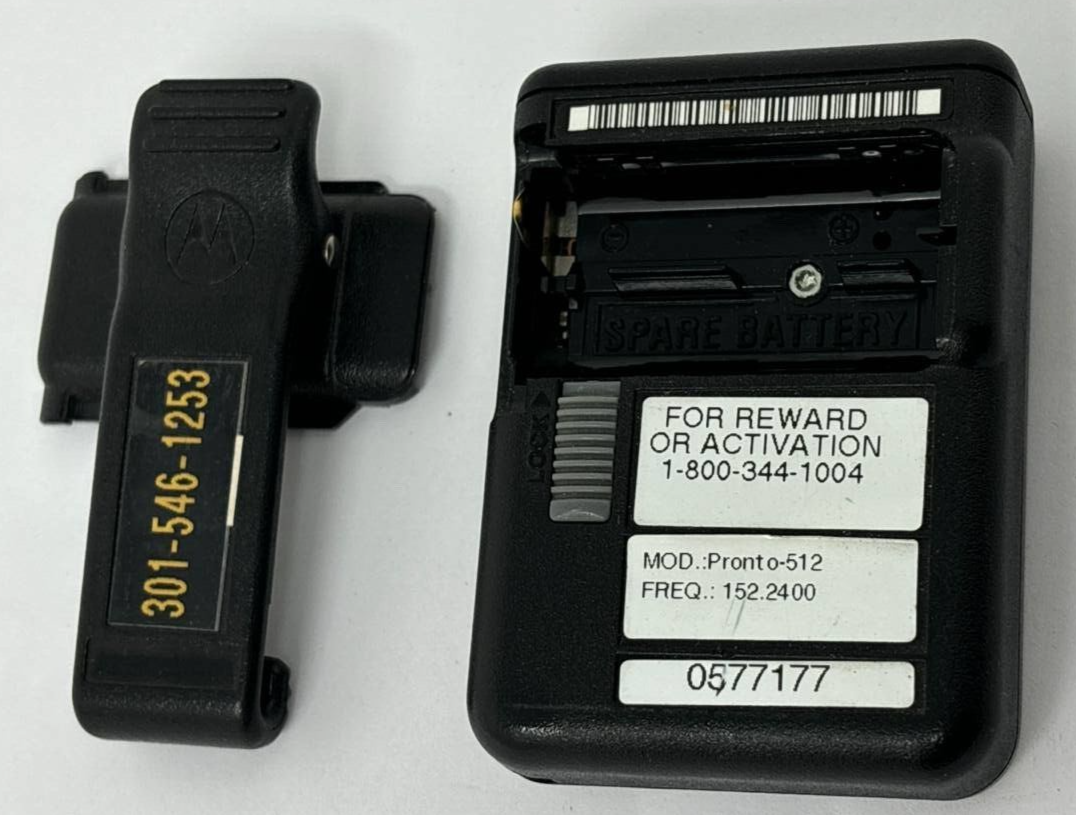 301-546-1253
SPARE BATTERY
LOCK
FOR REWARD
OR ACTIVATION
1-800-344-1004
MOD.:Pronto-512
FREQ.: 152.2400
0577177